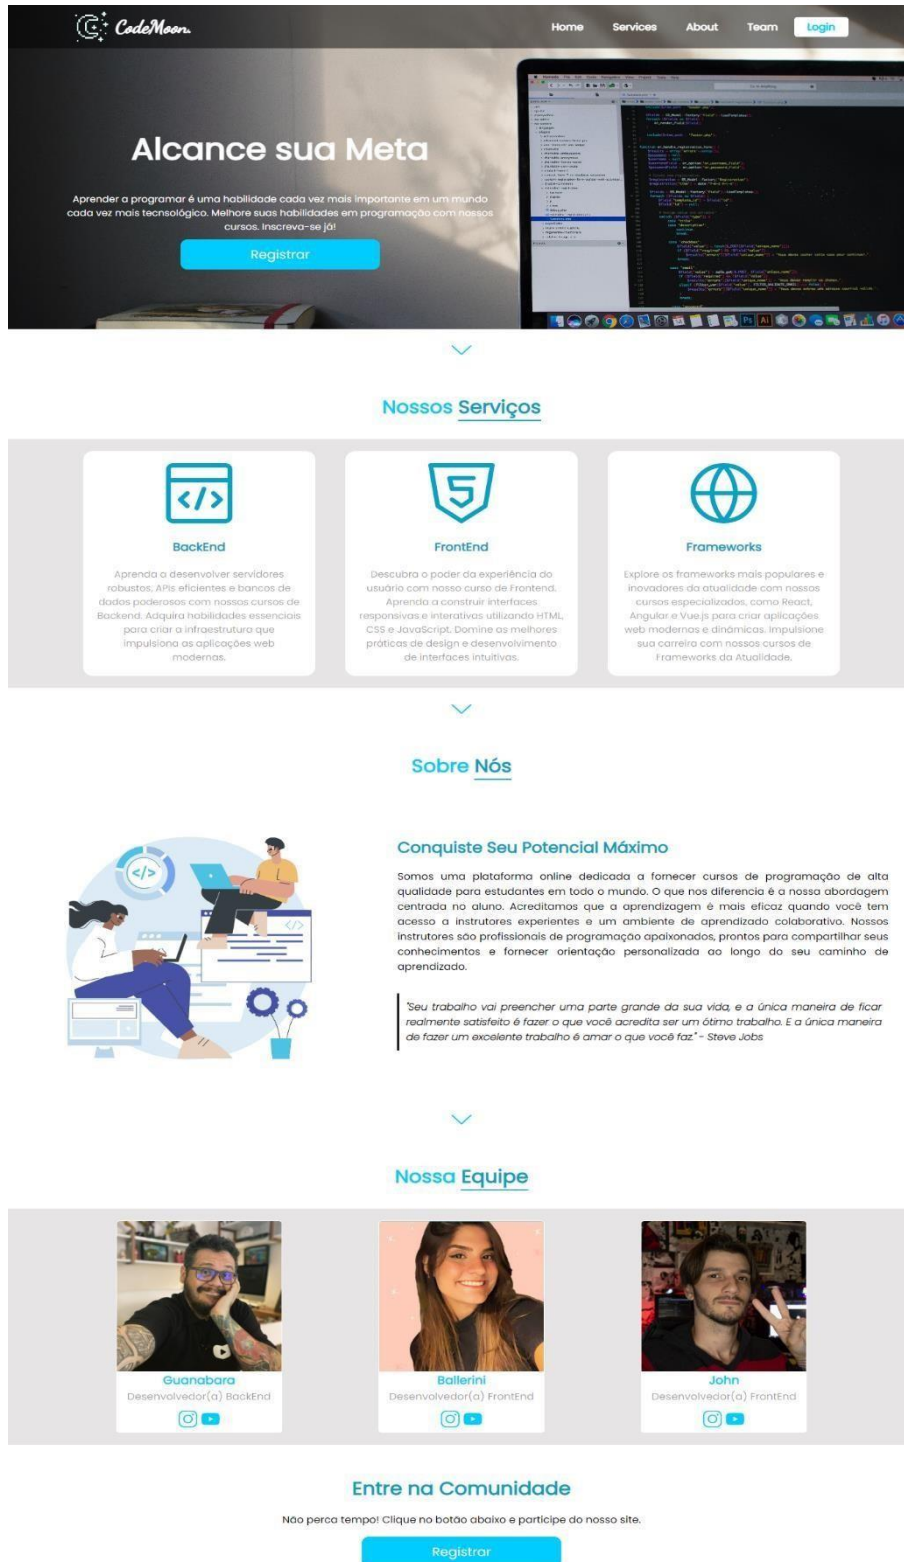 CodeMoon.
Home Services About Team Login
Alcance sua Meta
Aprender a programar é uma habilidade cada vez mais importante em um mundo
cada vez mais tecnsológico. Melhore suas habilidades em programação com nossos
cursos. Inscreva-se já!
Registrar
Nossos Serviços
BackEnd
Aprenda a desenvolver servidores
robustos, APIs eficientes e bancos de
dados poderosos com nossos cursos de
Backend. Adquira habilidades essenciais
para criar a infraestrutura que
impulsiona as aplicações web
modernas.
FrontEnd
Descubra o poder da experiência do
usuário com nosso curso de Frontend.
Aprenda a construir interfaces
responsivas e interativas utilizando HTML,
CSS e JavaScript. Domine as melhores
práticas de design e desenvolvimento
de interfaces intuitivas.
Frameworks
Explore os frameworks mais populares e
inovadores da atualidade com nossos
cursos especializados, como React,
Angular e Vue.js para criar aplicações
web modernas e dinâmicas. Impulsione
sua carreira com nossos cursos de
Frameworks da Atualidade.
Sobre Nós
Conquiste Seu Potencial Máximo
Somos uma plataforma online dedicada a fornecer cursos de programação de alta
qualidade para estudantes em todo o mundo. O que nos diferencia é a nossa abordagem
centrada no aluno. Acreditamos que a aprendizagem é mais eficaz quando você tem
acesso a instrutores experientes e um ambiente de aprendizado colaborativo. Nossos
instrutores são profissionais de programação apaixonados, prontos para compartilhar seus
conhecimentos e fornecer orientação personalizada ao longo do seu caminho de
aprendizado.
"Seu trabalho vai preencher uma parte grande da sua vida, e a única maneira de ficar
realmente satisfeito é fazer o que você acredita ser um ótimo trabalho. E a única maneira
de fazer um excelente trabalho é amar o que você faz." - Steve Jobs
Nossa Equipe
Guanabara
Desenvolvedor(a) BackEnd
Ballerini
Desenvolvedor(a) FrontEnd
John
Desenvolvedor(a) FrontEnd
Entre na Comunidade
Não perca tempo! Clique no botão abaixo e participe do nosso site.
Registrar